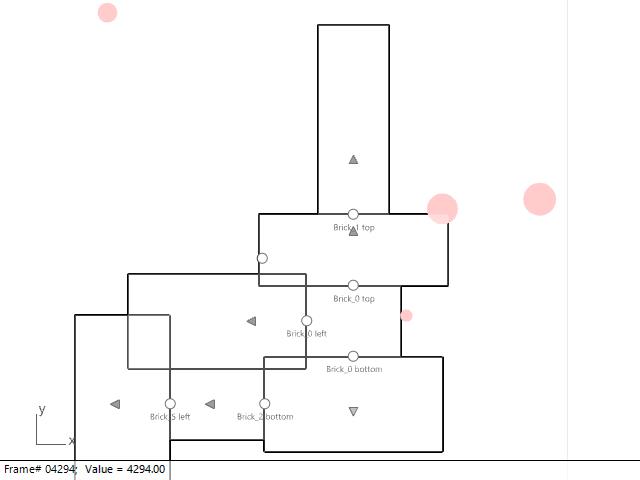 Brick_1 top
Brick_0 top
Brick_0 left
Brick_0 bottom
Brick_5 left
Brick_2 bottom
y
x
Frame# 04294;  Value = 4294.00